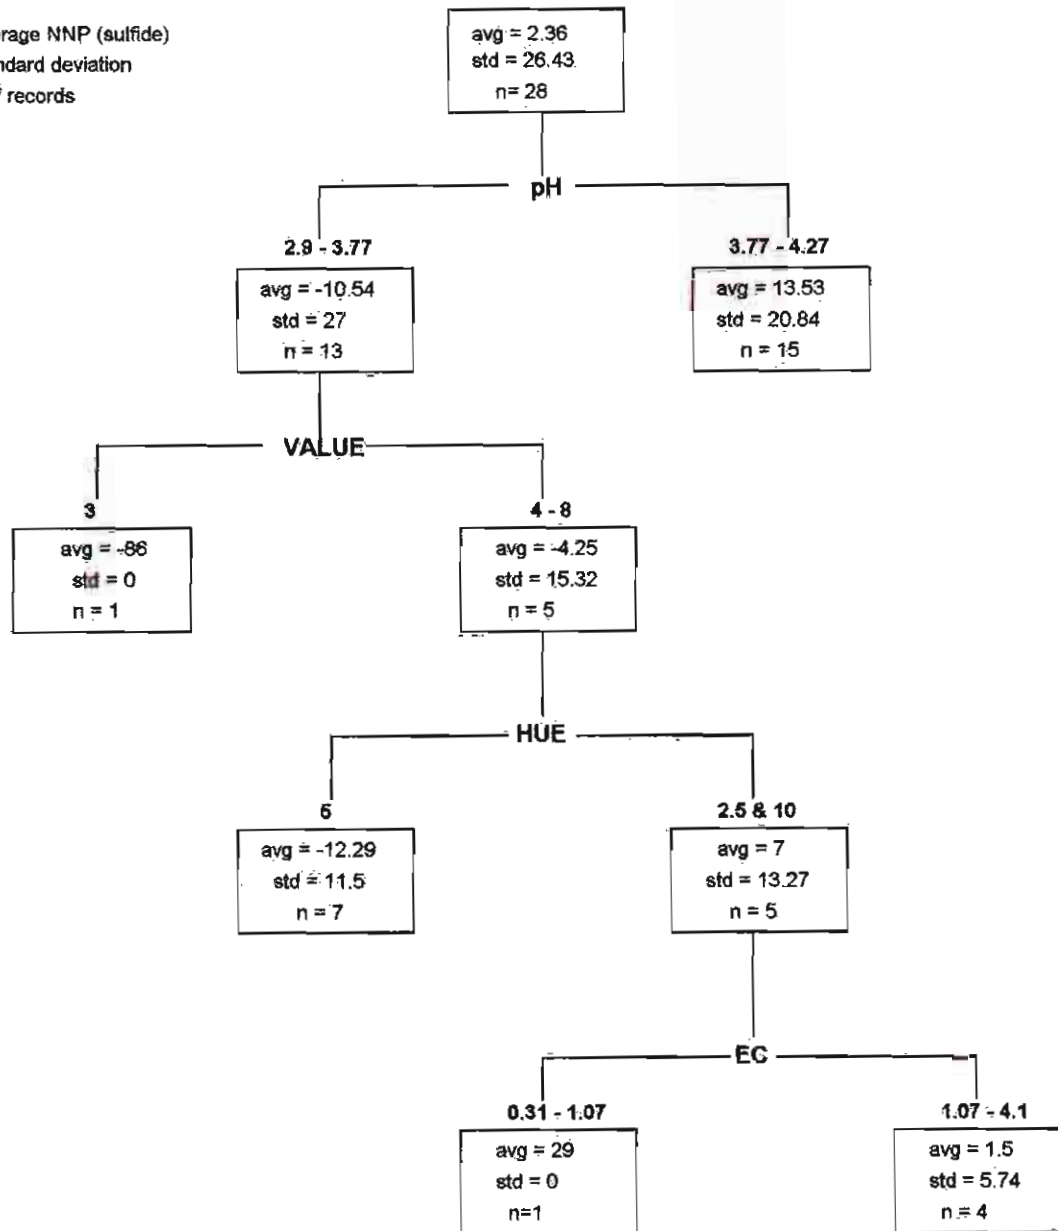 rage NNP (sulfide)
ndard deviation
records
avg = 2.36
std = 26.43
n= 28
pH
2.9 - 3.77
avg = -10.54
std = 27
n = 13
3.77 - 4.27
avg = 13.53
std = 20.84
n = 15
VALUE
3
avg = -86
std = 0
n = 1
4 - 8
avg = -4.25
std = 15.32
n = 5
HUE
5
avg = -12.29
std = 11.5
n = 7
2.5 & 10
avg = 7
std = 13.27
n = 5
EC
0.31 - 1.07
avg = 29
std = 0
n=1
1.07 - 4.1
avg = 1.5
std = 5.74
n = 4